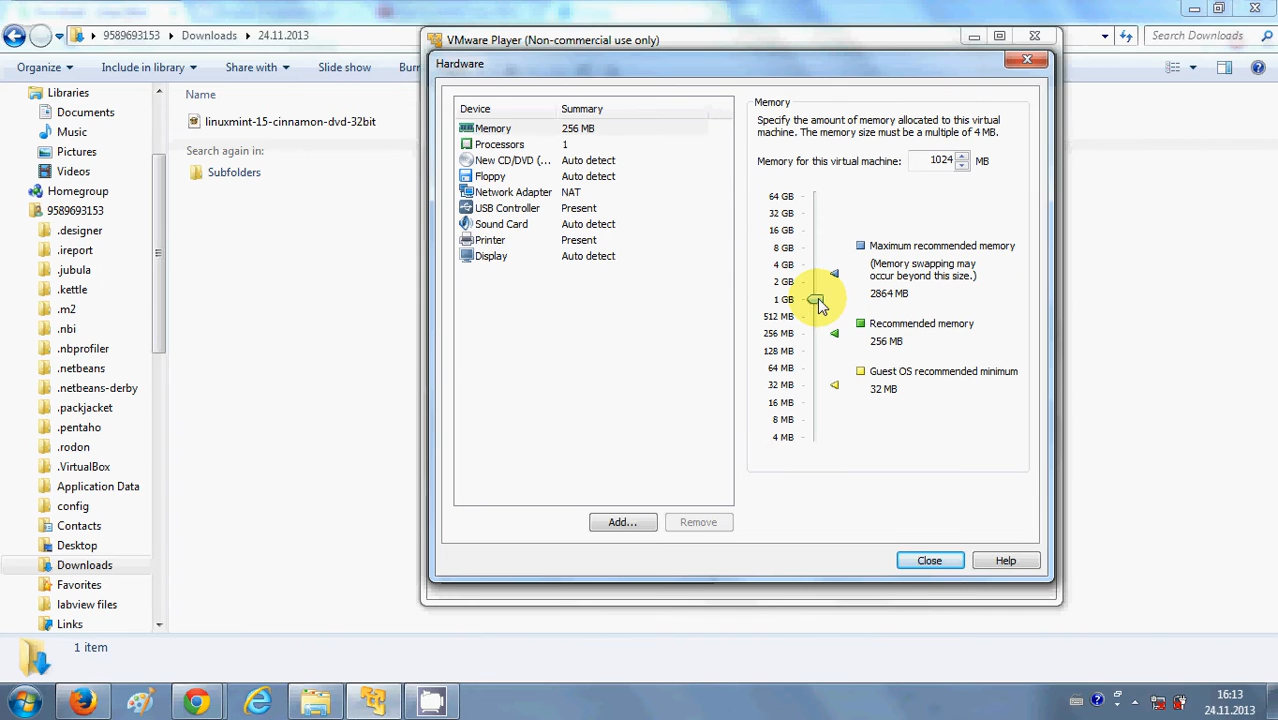 9589693153 ▸ Downloads ▸ 24.11.2013
Search Downloads
Organize
Include in library
Share with
Slide show
Burn
Libraries
Documents
Music
Pictures
Videos
Homegroup
9589693153
.designer
.ireport
.jubula
.kettle
.m2
.nbi
.nbprofiler
.netbeans
.netbeans-derby
.packjacket
.pentaho
.rodon
.VirtualBox
Application Data
config
Contacts
Desktop
Downloads
Favorites
labview files
Links
Name
linuxmint-15-cinnamon-dvd-32bit
Search again in:
Subfolders
1 item
VMware Player (Non-commercial use only)
Hardware
Device Summary
Memory 256 MB
Processors 1
New CD/DVD (... Auto detect
Floppy Auto detect
Network Adapter NAT
USB Controller Present
Sound Card Auto detect
Printer Present
Display Auto detect
Add...
Remove
Memory
Specify the amount of memory allocated to this virtual
machine. The memory size must be a multiple of 4 MB.
Memory for this virtual machine: 1024 MB
64 GB
32 GB
16 GB
8 GB
4 GB
2 GB
1 GB
512 MB
256 MB
128 MB
64 MB
32 MB
16 MB
8 MB
4 MB
Maximum recommended memory
(Memory swapping may
occur beyond this size.)
2864 MB
Recommended memory
256 MB
Guest OS recommended minimum
32 MB
Close
Help
16:13
24.11.2013